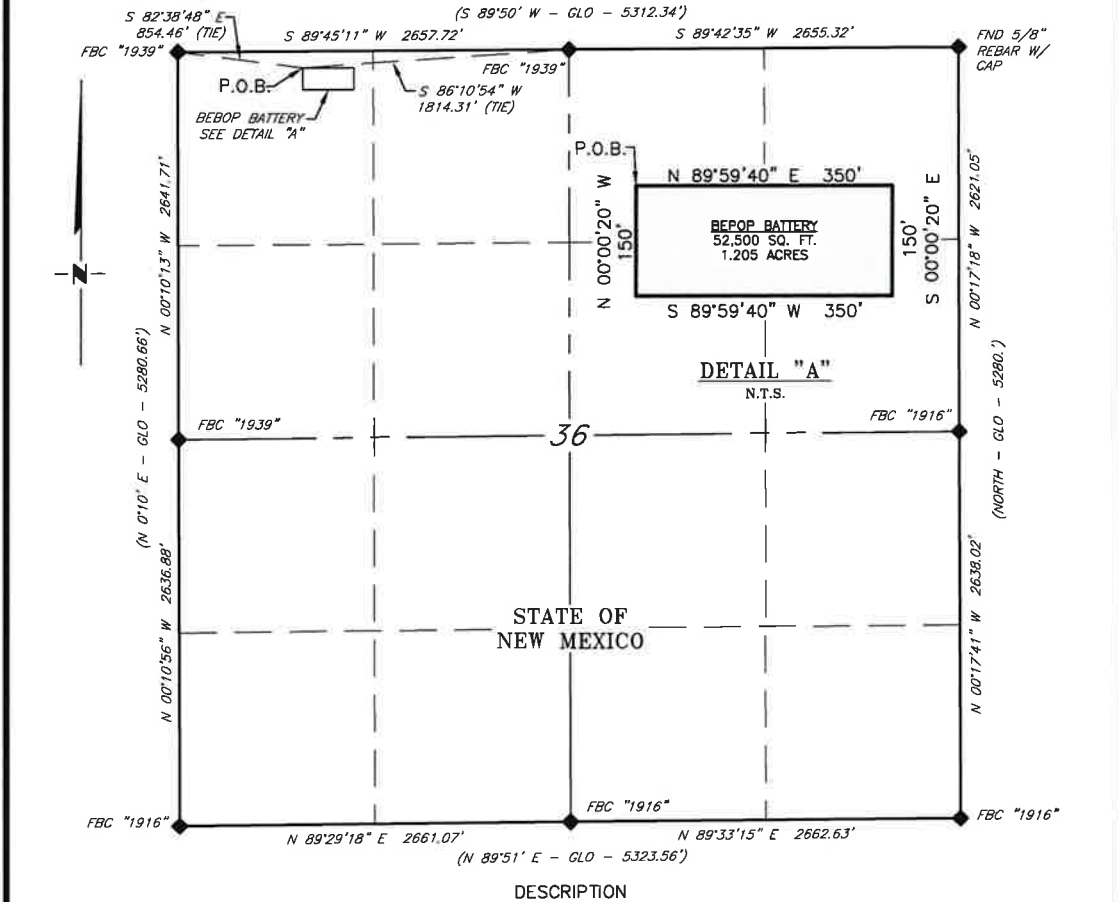 (S 89°50' W - GLO - 5312.34')
S 82°38'48" E
854.46' (TIE)
S 89°45'11" W 2657.72'
S 89°42'35" W 2655.32'
FND 5/8"
REBAR W/
CAP
FBC "1939"
FBC "1939"
P.O.B.
S 86°10'54" W
1814.31' (TIE)
BEBOP BATTERY
SEE DETAIL "A"
P.O.B.
N 89°59'40" E 350'
N 00°00'20" W
150'
BEPOP BATTERY
52,500 SQ. FT.
1.205 ACRES
150'
S 00°00'20" E
S 89°59'40" W 350'
N 00°10'13" W 2641.71'
N 00°17'18" W 2621.05'
N
DETAIL "A"
N.T.S.
(N 0°10' E - GLO - 5280.66')
(NORTH - GLO - 5280.')
FBC "1939"
36
FBC "1916"
N 00°10'56" W 2636.88'
N 00°17'41" W 2638.02'
STATE OF
NEW MEXICO
FBC "1916"
FBC "1916"
FBC "1916"
N 89°29'18" E 2661.07'
N 89°33'15" E 2662.63'
(N 89°51' E - GLO - 5323.56')
DESCRIPTION